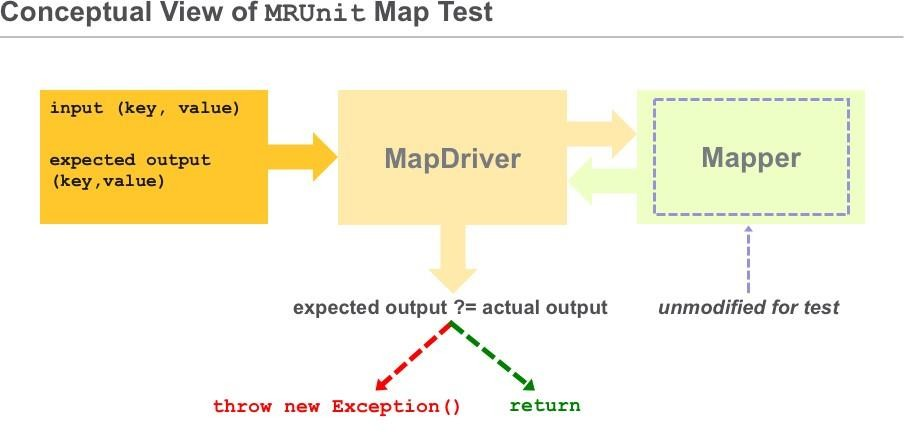 Conceptual View of MRUnit Map Test
input (key, value)
expected output
(key,value)
MapDriver
Mapper
expected output ?= actual output
unmodified for test
throw new Exception()
return